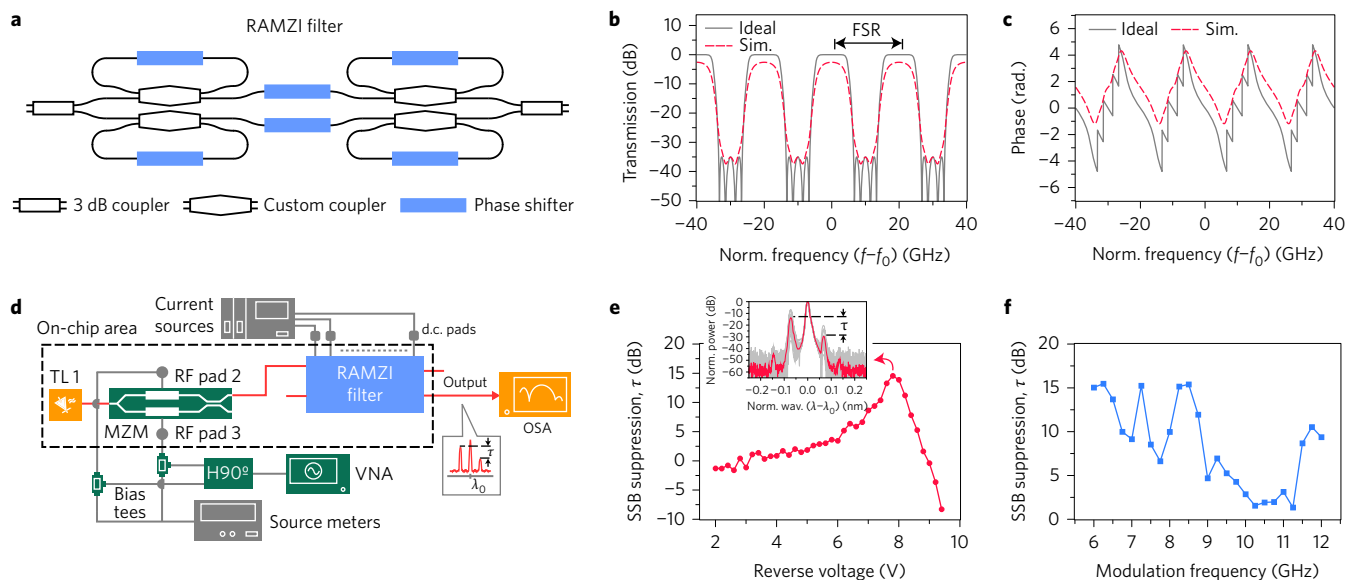 a
RAMZI filter
3 dB coupler
Custom coupler
Phase shifter
b
Ideal
Sim.
FSR
10
0
−10
−20
−30
−40
−50
Transmission (dB)
−40
−20
0
20
40
Norm. frequency (f−f0) (GHz)
c
Ideal
Sim.
6
4
2
0
−2
−4
−6
Phase (rad.)
−40
−20
0
20
40
Norm. frequency (f−f0) (GHz)
d
Current
sources
On-chip area
d.c. pads
TL 1
RF pad 2
MZM
RF pad 3
RAMZI
filter
Output
OSA
τ
λ0
H90º
VNA
Bias
tees
Source meters
e
20
15
10
5
0
−5
−10
SSB suppression, τ (dB)
2
4
6
8
10
Reverse voltage (V)
0
−10
−20
−30
−40
−50
−60
Norm. power (dB)
τ
−0.2
−0.1
0.0
0.1
0.2
Norm. wav. (λ−λ0) (nm)
f
20
15
10
5
0
SSB suppression, τ (dB)
6
7
8
9
10
11
12
Modulation frequency (GHz)